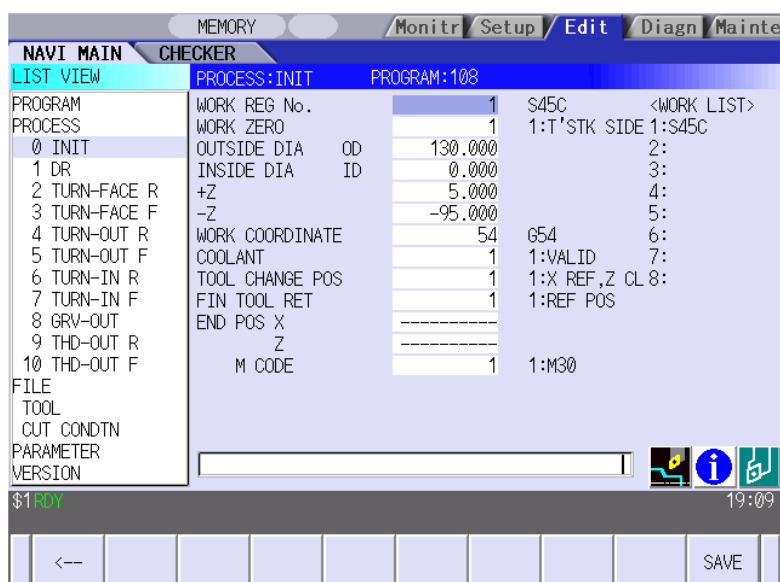 MEMORY Monitr Setup Edit Diagn Mainte
NAVI MAIN CHECKER
LIST VIEW PROCESS:INIT PROGRAM:108
PROGRAM
PROCESS
0 INIT
1 DR
2 TURN-FACE R
3 TURN-FACE F
4 TURN-OUT R
5 TURN-OUT F
6 TURN-IN R
7 TURN-IN F
8 GRV-OUT
9 THD-OUT R
10 THD-OUT F
FILE
TOOL
CUT CONDTN
PARAMETER
VERSION
WORK REG No. 1 S45C <WORK LIST>
WORK ZERO 1 1:T'STK SIDE 1:S45C
OUTSIDE DIA OD 130.000 2:
INSIDE DIA ID 0.000 3:
+Z 5.000 4:
-Z -95.000 5:
WORK COORDINATE 54 G54 6:
COOLANT 1 1:VALID 7:
TOOL CHANGE POS 1 1:X REF,Z CL 8:
FIN TOOL RET 1 1:REF POS
END POS X ----------
Z ----------
M CODE 1 1:M30
$1 RDY 19:09
<-- SAVE